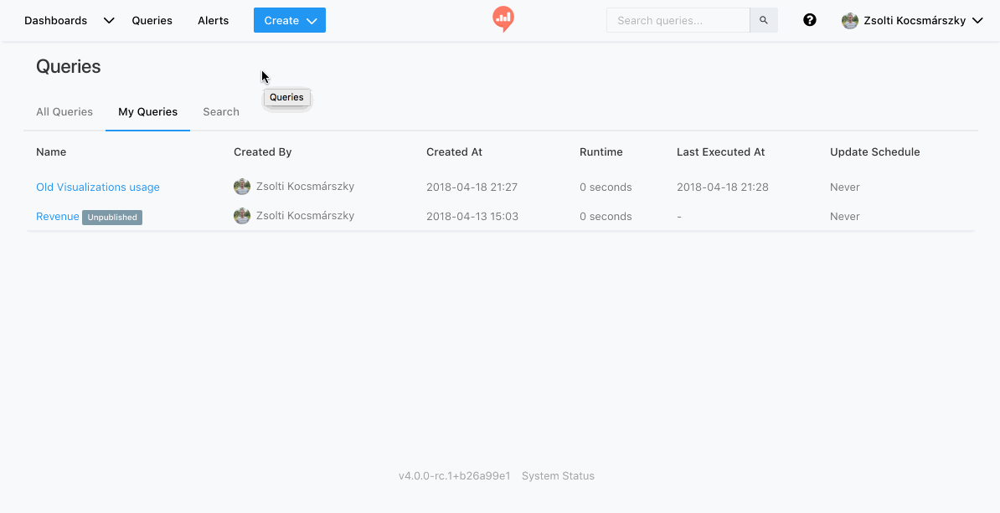 Dashboards Queries Alerts Create Search queries... Zsolti Kocsmárszky
Queries
Queries
All Queries My Queries Search
Name Created By Created At Runtime Last Executed At Update Schedule
Old Visualizations usage Zsolti Kocsmárszky 2018-04-18 21:27 0 seconds 2018-04-18 21:28 Never
Revenue Unpublished Zsolti Kocsmárszky 2018-04-13 15:03 0 seconds - Never
v4.0.0-rc.1+b26a99e1 System Status